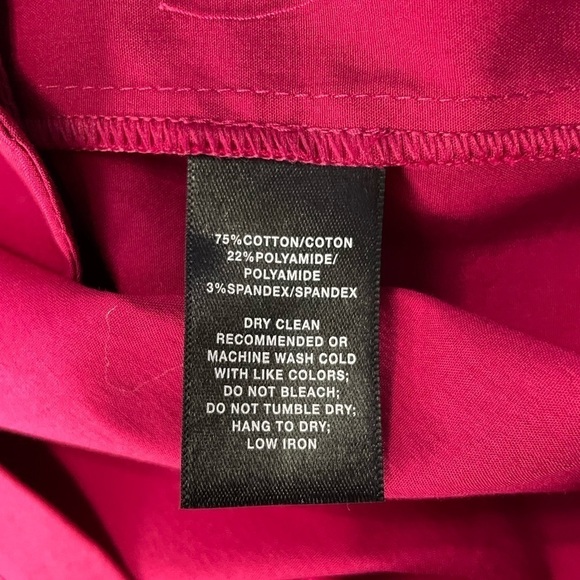 75%COTTON/COTON
22%POLYAMIDE/
POLYAMIDE
3%SPANDEX/SPANDEX
DRY CLEAN
RECOMMENDED OR
MACHINE WASH COLD
WITH LIKE COLORS;
DO NOT BLEACH;
DO NOT TUMBLE DRY;
HANG TO DRY;
LOW IRON